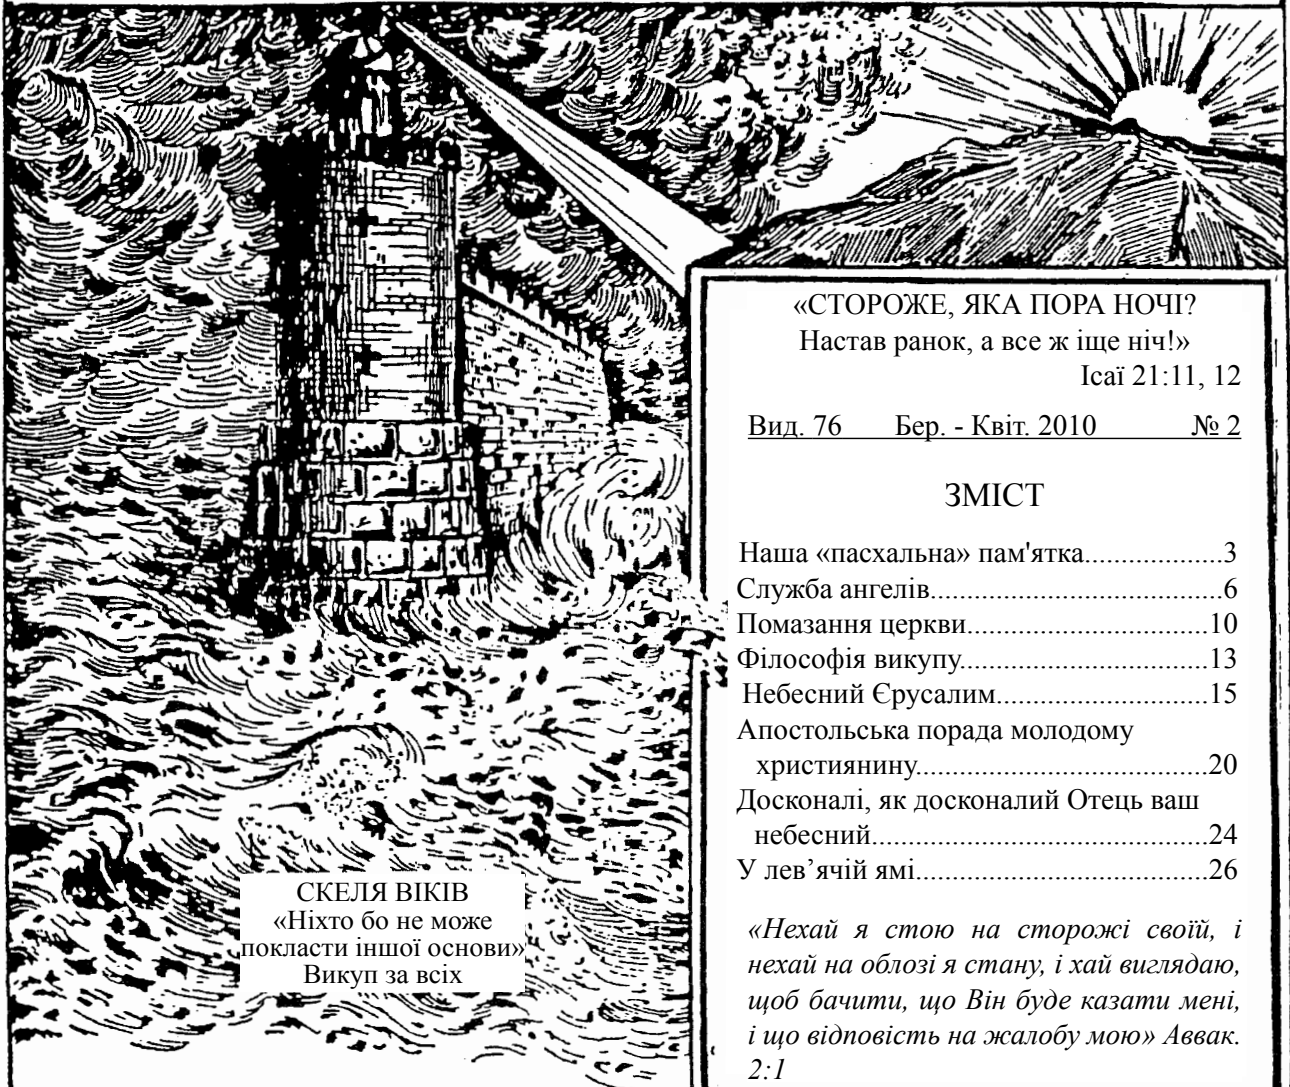 «СТОРОЖЕ, ЯКА ПОРА НОЧІ?
Настав ранок, а все ж іще ніч!»
Ісаї 21:11, 12
Вид. 76 Бер. - Квіт. 2010 № 2
ЗМІСТ
Наша «пасхальна» пам'ятка..................3
Служба ангелів......................................6
Помазання церкви...............................10
Філософія викупу................................13
Небесний Єрусалим............................15
Апостольська порада молодому
християнину......................................20
Досконалі, як досконалий Отець ваш
небесний............................................24
У лев’ячій ямі......................................26
«Нехай я стою на сторожі своїй, і
нехай на облозі я стану, і хай виглядаю,
щоб бачити, що Він буде казати мені,
і що відповість на жалобу мою» Аввак.
2:1
СКЕЛЯ ВІКІВ
«Ніхто бо не може
покласти іншої основи»
Викуп за всіх